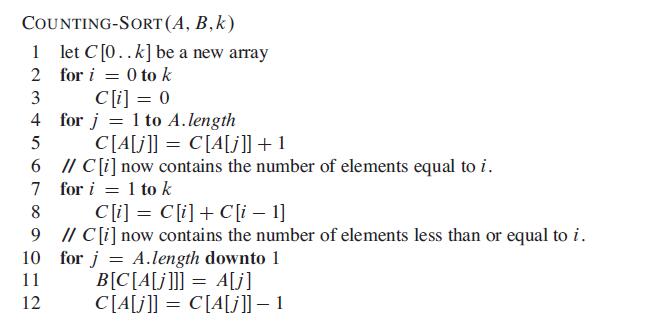 COUNTING-SORT(A, B, k)
1 let C[0..k] be a new array
2 for i = 0 to k
3 C[i] = 0
4 for j = 1 to A.length
5 C[A[j]] = C[A[j]] + 1
6 // C[i] now contains the number of elements equal to i.
7 for i = 1 to k
8 C[i] = C[i] + C[i − 1]
9 // C[i] now contains the number of elements less than or equal to i.
10 for j = A.length downto 1
11 B[C[A[j]]] = A[j]
12 C[A[j]] = C[A[j]] − 1